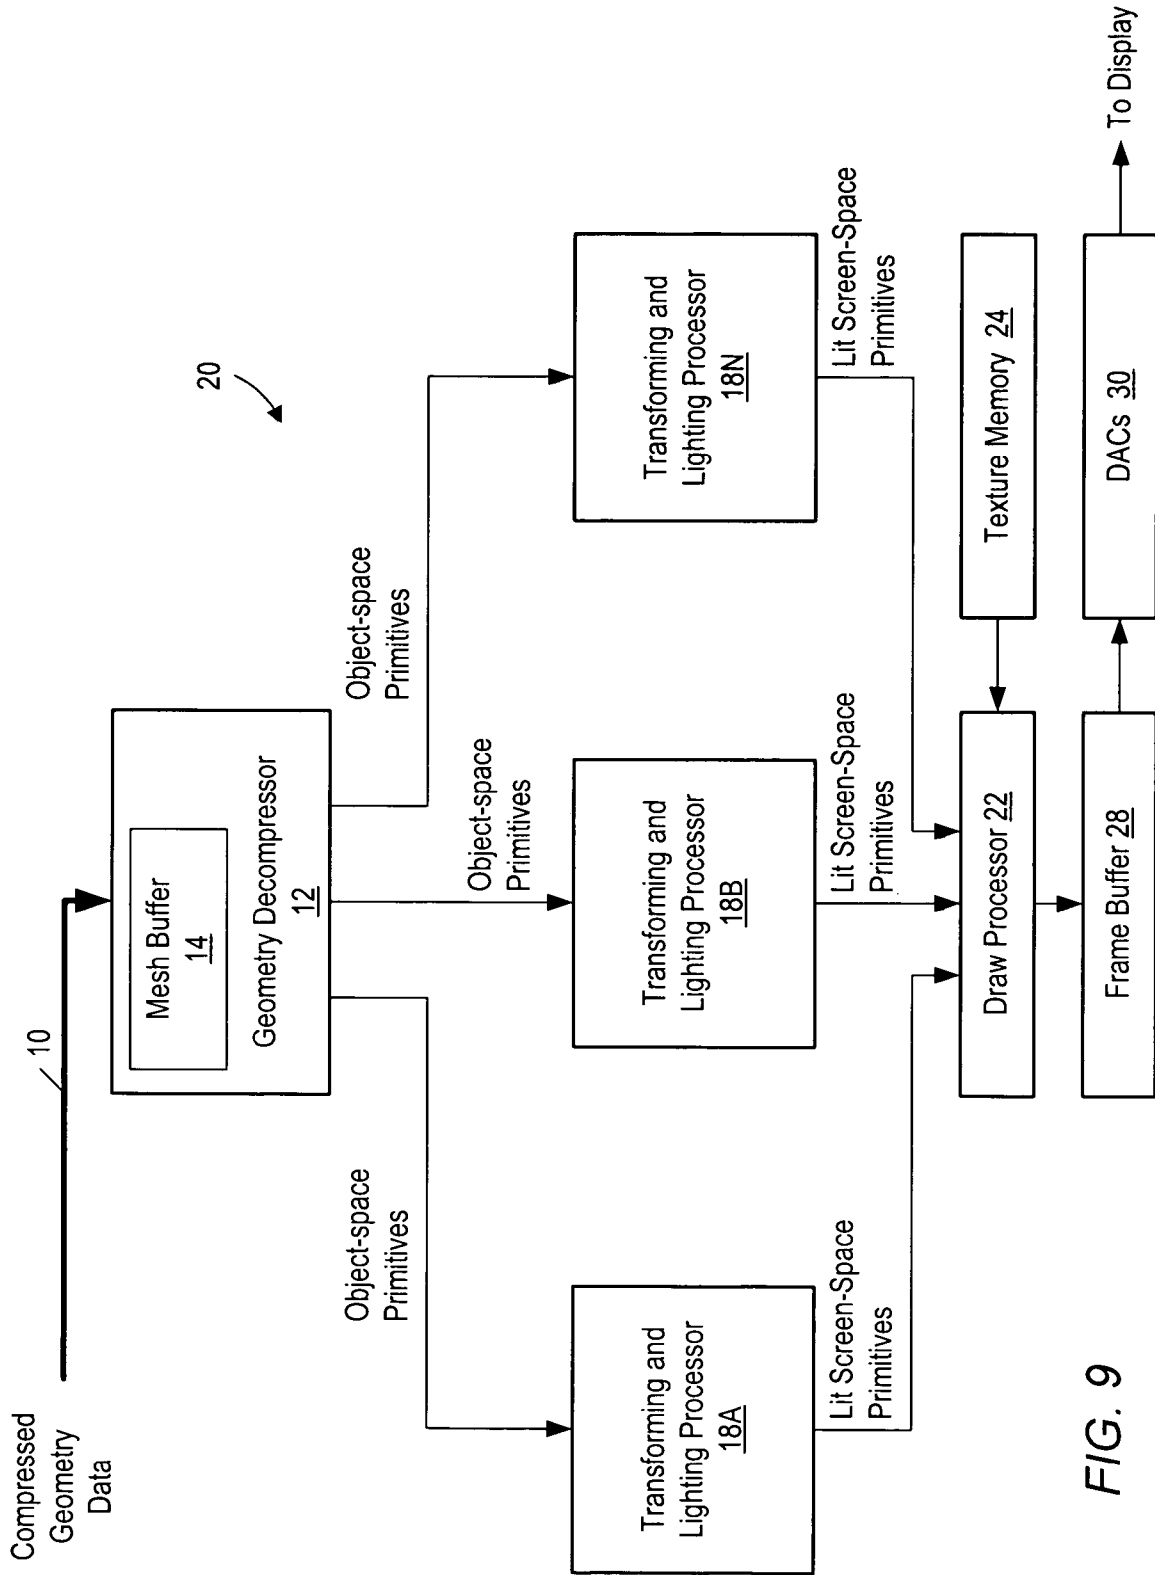 Compressed
Geometry
Data
10
Mesh Buffer
14
Geometry Decompressor
12
20
Object-space
Primitives
Object-space
Primitives
Object-space
Primitives
Transforming and
Lighting Processor
18A
Transforming and
Lighting Processor
18B
Transforming and
Lighting Processor
18N
Lit Screen-Space
Primitives
Lit Screen-Space
Primitives
Lit Screen-Space
Primitives
Draw Processor 22
Texture Memory 24
Frame Buffer 28
DACs 30
To Display
FIG. 9